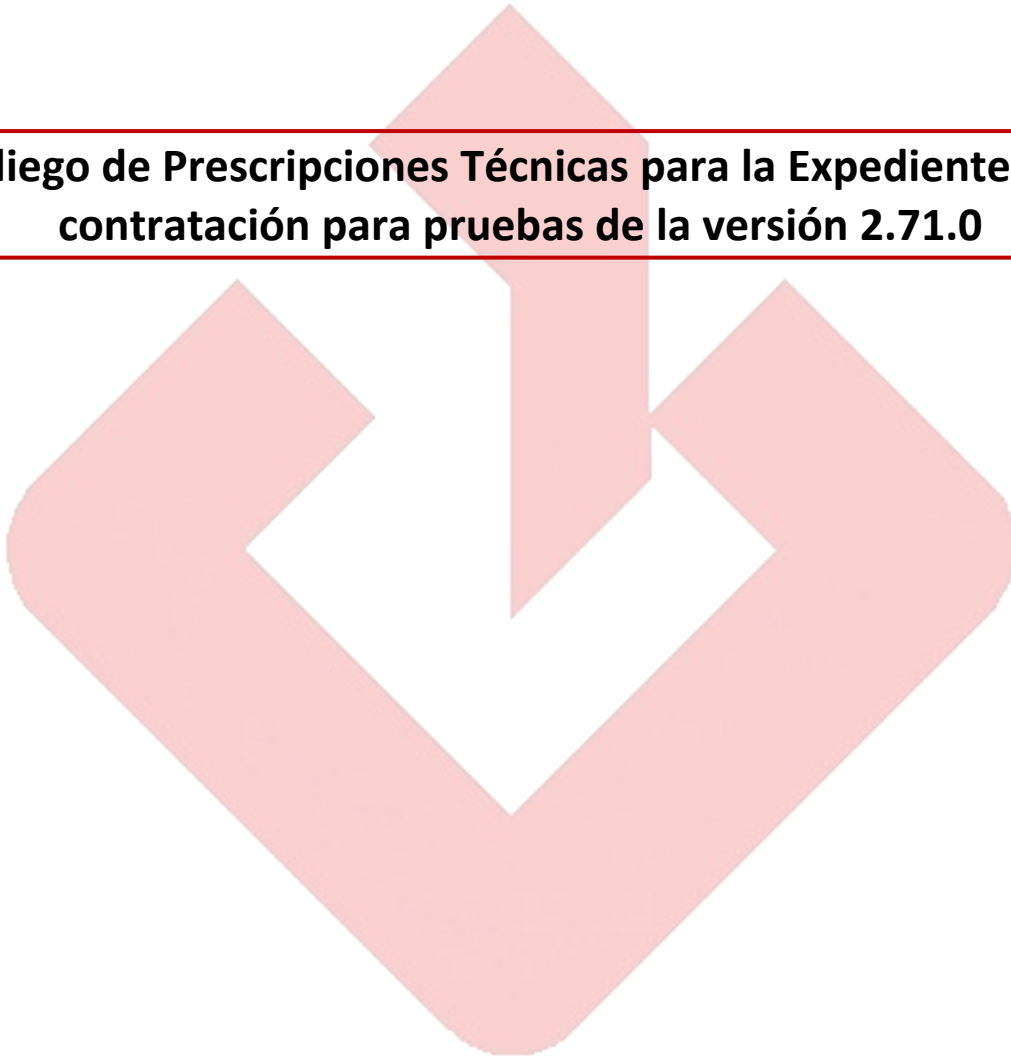 liego de Prescripciones Técnicas para la Expediente
contratación para pruebas de la versión 2.71.0